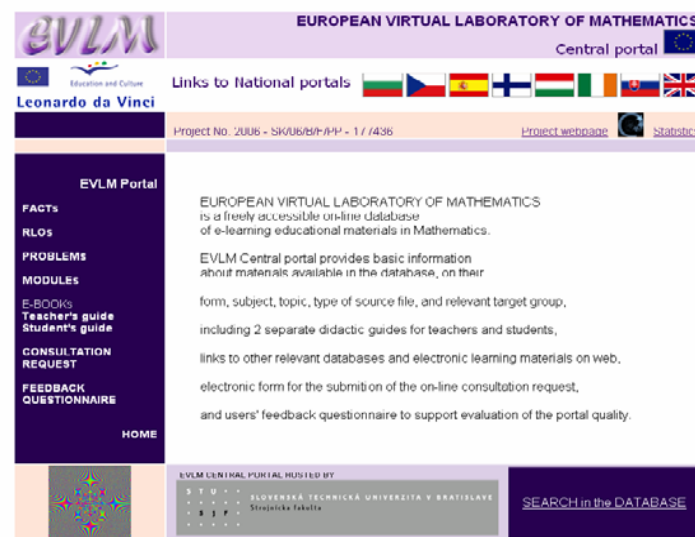 EVLM
EUROPEAN VIRTUAL LABORATORY OF MATHEMATICS
Central portal
Education and Culture
Leonardo da Vinci
Links to National portals
Project No. 2006 - SK/06/B/F/PP - 177436
Project webpage
Statistics
EVLM Portal
FACTs
RLOs
PROBLEMs
MODULEs
E-BOOKs
Teacher's guide
Student's guide
CONSULTATION
REQUEST
FEEDBACK
QUESTIONNAIRE
HOME
EUROPEAN VIRTUAL LABORATORY OF MATHEMATICS
is a freely accessible on-line database
of e-learning educational materials in Mathematics.
EVLM Central portal provides basic information
about materials available in the database, on their
form, subject, topic, type of source file, and relevant target group,
including 2 separate didactic guides for teachers and students,
links to other relevant databases and electronic learning materials on web,
electronic form for the submition of the on-line consultation request,
and users' feedback questionnaire to support evaluation of the portal quality.
EVLM CENTRAL PORTAL HOSTED BY
S T U
S j F
SLOVENSKÁ TECHNICKÁ UNIVERZITA V BRATISLAVE
Strojnícka fakulta
SEARCH in the DATABASE